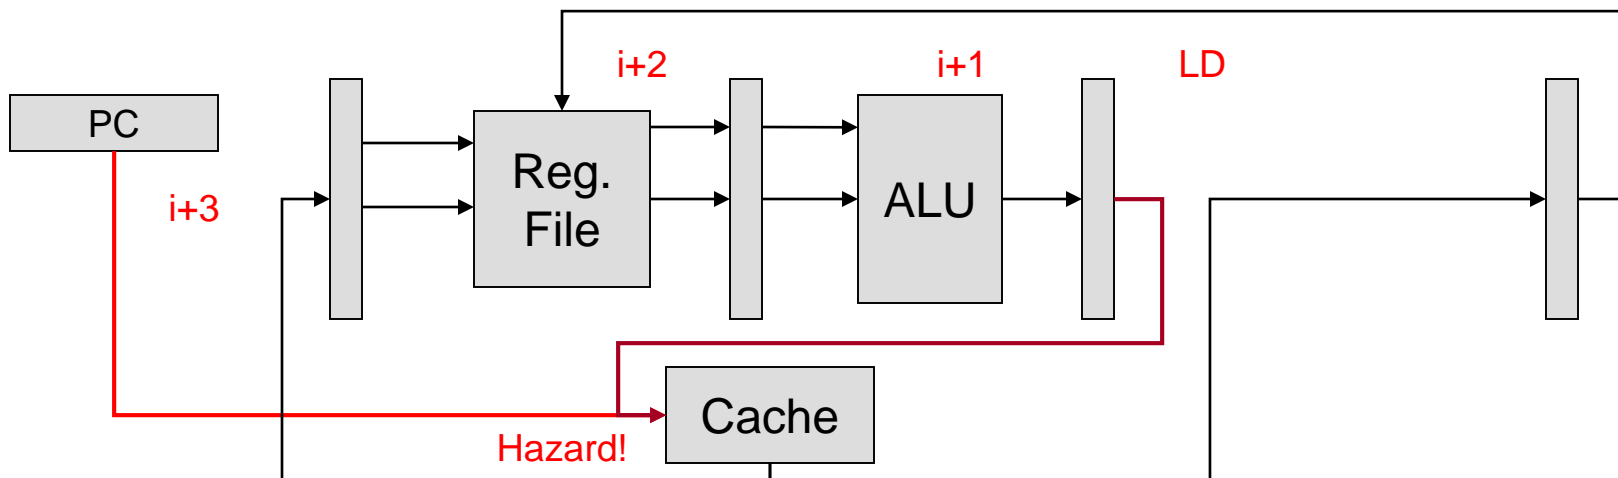 i+2
i+1
LD
PC
Reg.
File
ALU
i+3
Cache
Hazard!